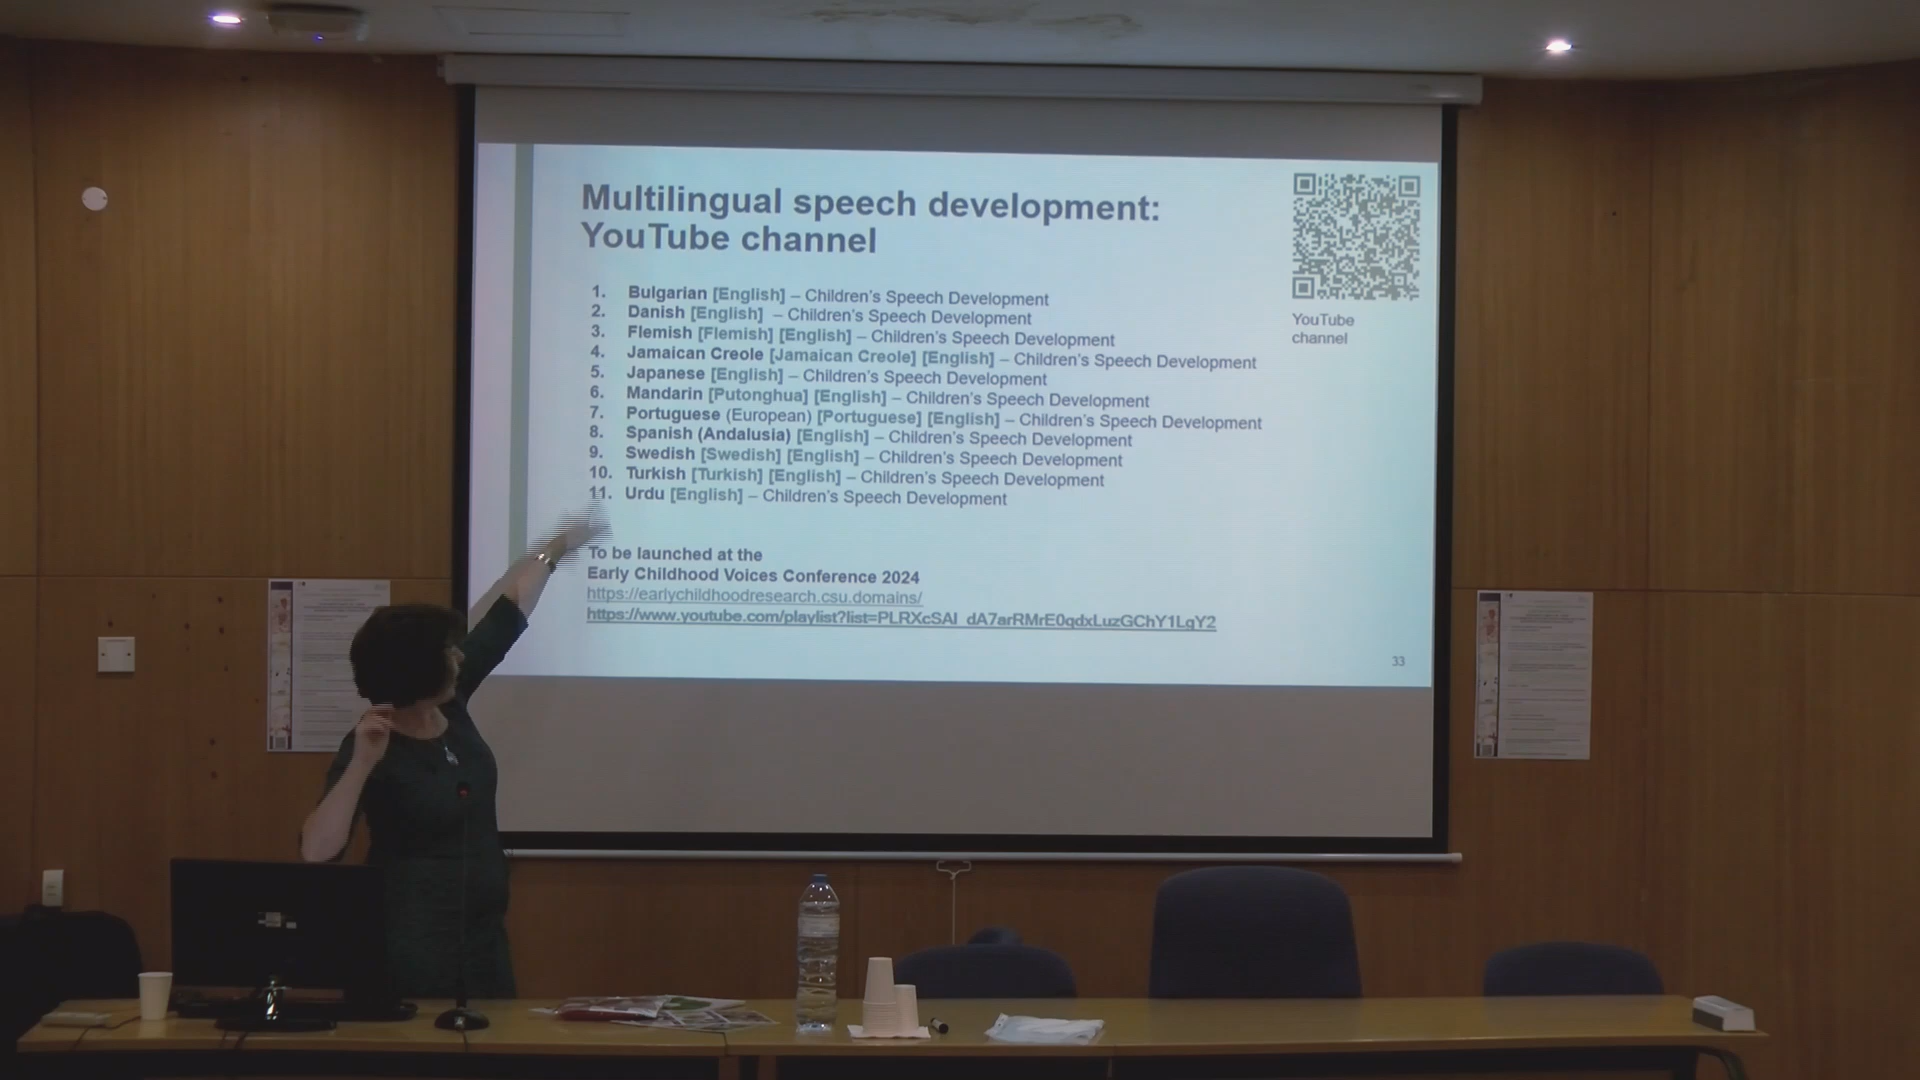 Multilingual speech development:
YouTube channel
1. Bulgarian [English] – Children's Speech Development
2. Danish [English] – Children's Speech Development
3. Flemish [Flemish] [English] – Children's Speech Development
4. Jamaican Creole [Jamaican Creole] [English] – Children's Speech Development
5. Japanese [English] – Children's Speech Development
6. Mandarin [Putonghua] [English] – Children's Speech Development
7. Portuguese (European) [Portuguese] [English] – Children's Speech Development
8. Spanish (Andalusia) [English] – Children's Speech Development
9. Swedish [Swedish] [English] – Children's Speech Development
10. Turkish [Turkish] [English] – Children's Speech Development
11. Urdu [English] – Children's Speech Development
To be launched at the
Early Childhood Voices Conference 2024
https://earlychildhoodresearch.csu.domains/
https://www.youtube.com/playlist?list=PLRXcSAI_dA7arRMrE0qdxLuzGChY1LqY2
YouTube
channel
33